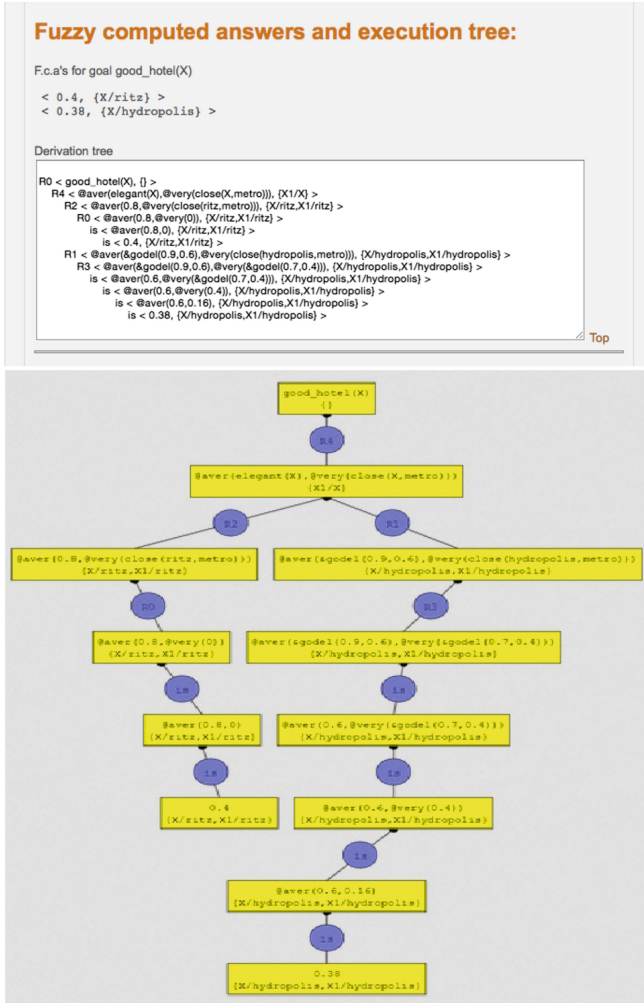 Fuzzy computed answers and execution tree:
F.c.a's for goal good_hotel(X)
< 0.4, {X/ritz} >
< 0.38, {X/hydropolis} >
Derivation tree
R0 < good_hotel(X), {} >
R4 < @aver(elegant(X),@very(close(X,metro))), {X1/X} >
R2 < @aver(0.8,@very(close(ritz,metro))), {X/ritz,X1/ritz} >
R0 < @aver(0.8,@very(0)), {X/ritz,X1/ritz} >
is < @aver(0.8,0), {X/ritz,X1/ritz} >
is < 0.4, {X/ritz,X1/ritz} >
R1 < @aver(&godel(0.9,0.6),@very(close(hydropolis,metro))), {X/hydropolis,X1/hydropolis} >
R3 < @aver(&godel(0.9,0.6),@very(&godel(0.7,0.4))), {X/hydropolis,X1/hydropolis} >
is < @aver(0.6,@very(&godel(0.7,0.4))), {X/hydropolis,X1/hydropolis} >
is < @aver(0.6,@very(0.4)), {X/hydropolis,X1/hydropolis} >
is < @aver(0.6,0.16), {X/hydropolis,X1/hydropolis} >
is < 0.38, {X/hydropolis,X1/hydropolis} >
Top
good_hotel(X)
{}
R4
@aver(elegant(X),@very(close(X,metro)))
{X1/X}
R2 R1
@aver(0.8,@very(close(ritz,metro))) @aver(&godel(0.9,0.6),@very(close(hydropolis,metro)))
{X/ritz,X1/ritz} {X/hydropolis,X1/hydropolis}
R0 R3
@aver(0.8,@very(0)) @aver(&godel(0.9,0.6),@very(&godel(0.7,0.4)))
{X/ritz,X1/ritz} {X/hydropolis,X1/hydropolis}
is is
@aver(0.8,0) @aver(0.6,@very(&godel(0.7,0.4)))
{X/ritz,X1/ritz} {X/hydropolis,X1/hydropolis}
is is
0.4 @aver(0.6,@very(0.4))
{X/ritz,X1/ritz} {X/hydropolis,X1/hydropolis}
is
@aver(0.6,0.16)
{X/hydropolis,X1/hydropolis}
is
0.38
{X/hydropolis,X1/hydropolis}